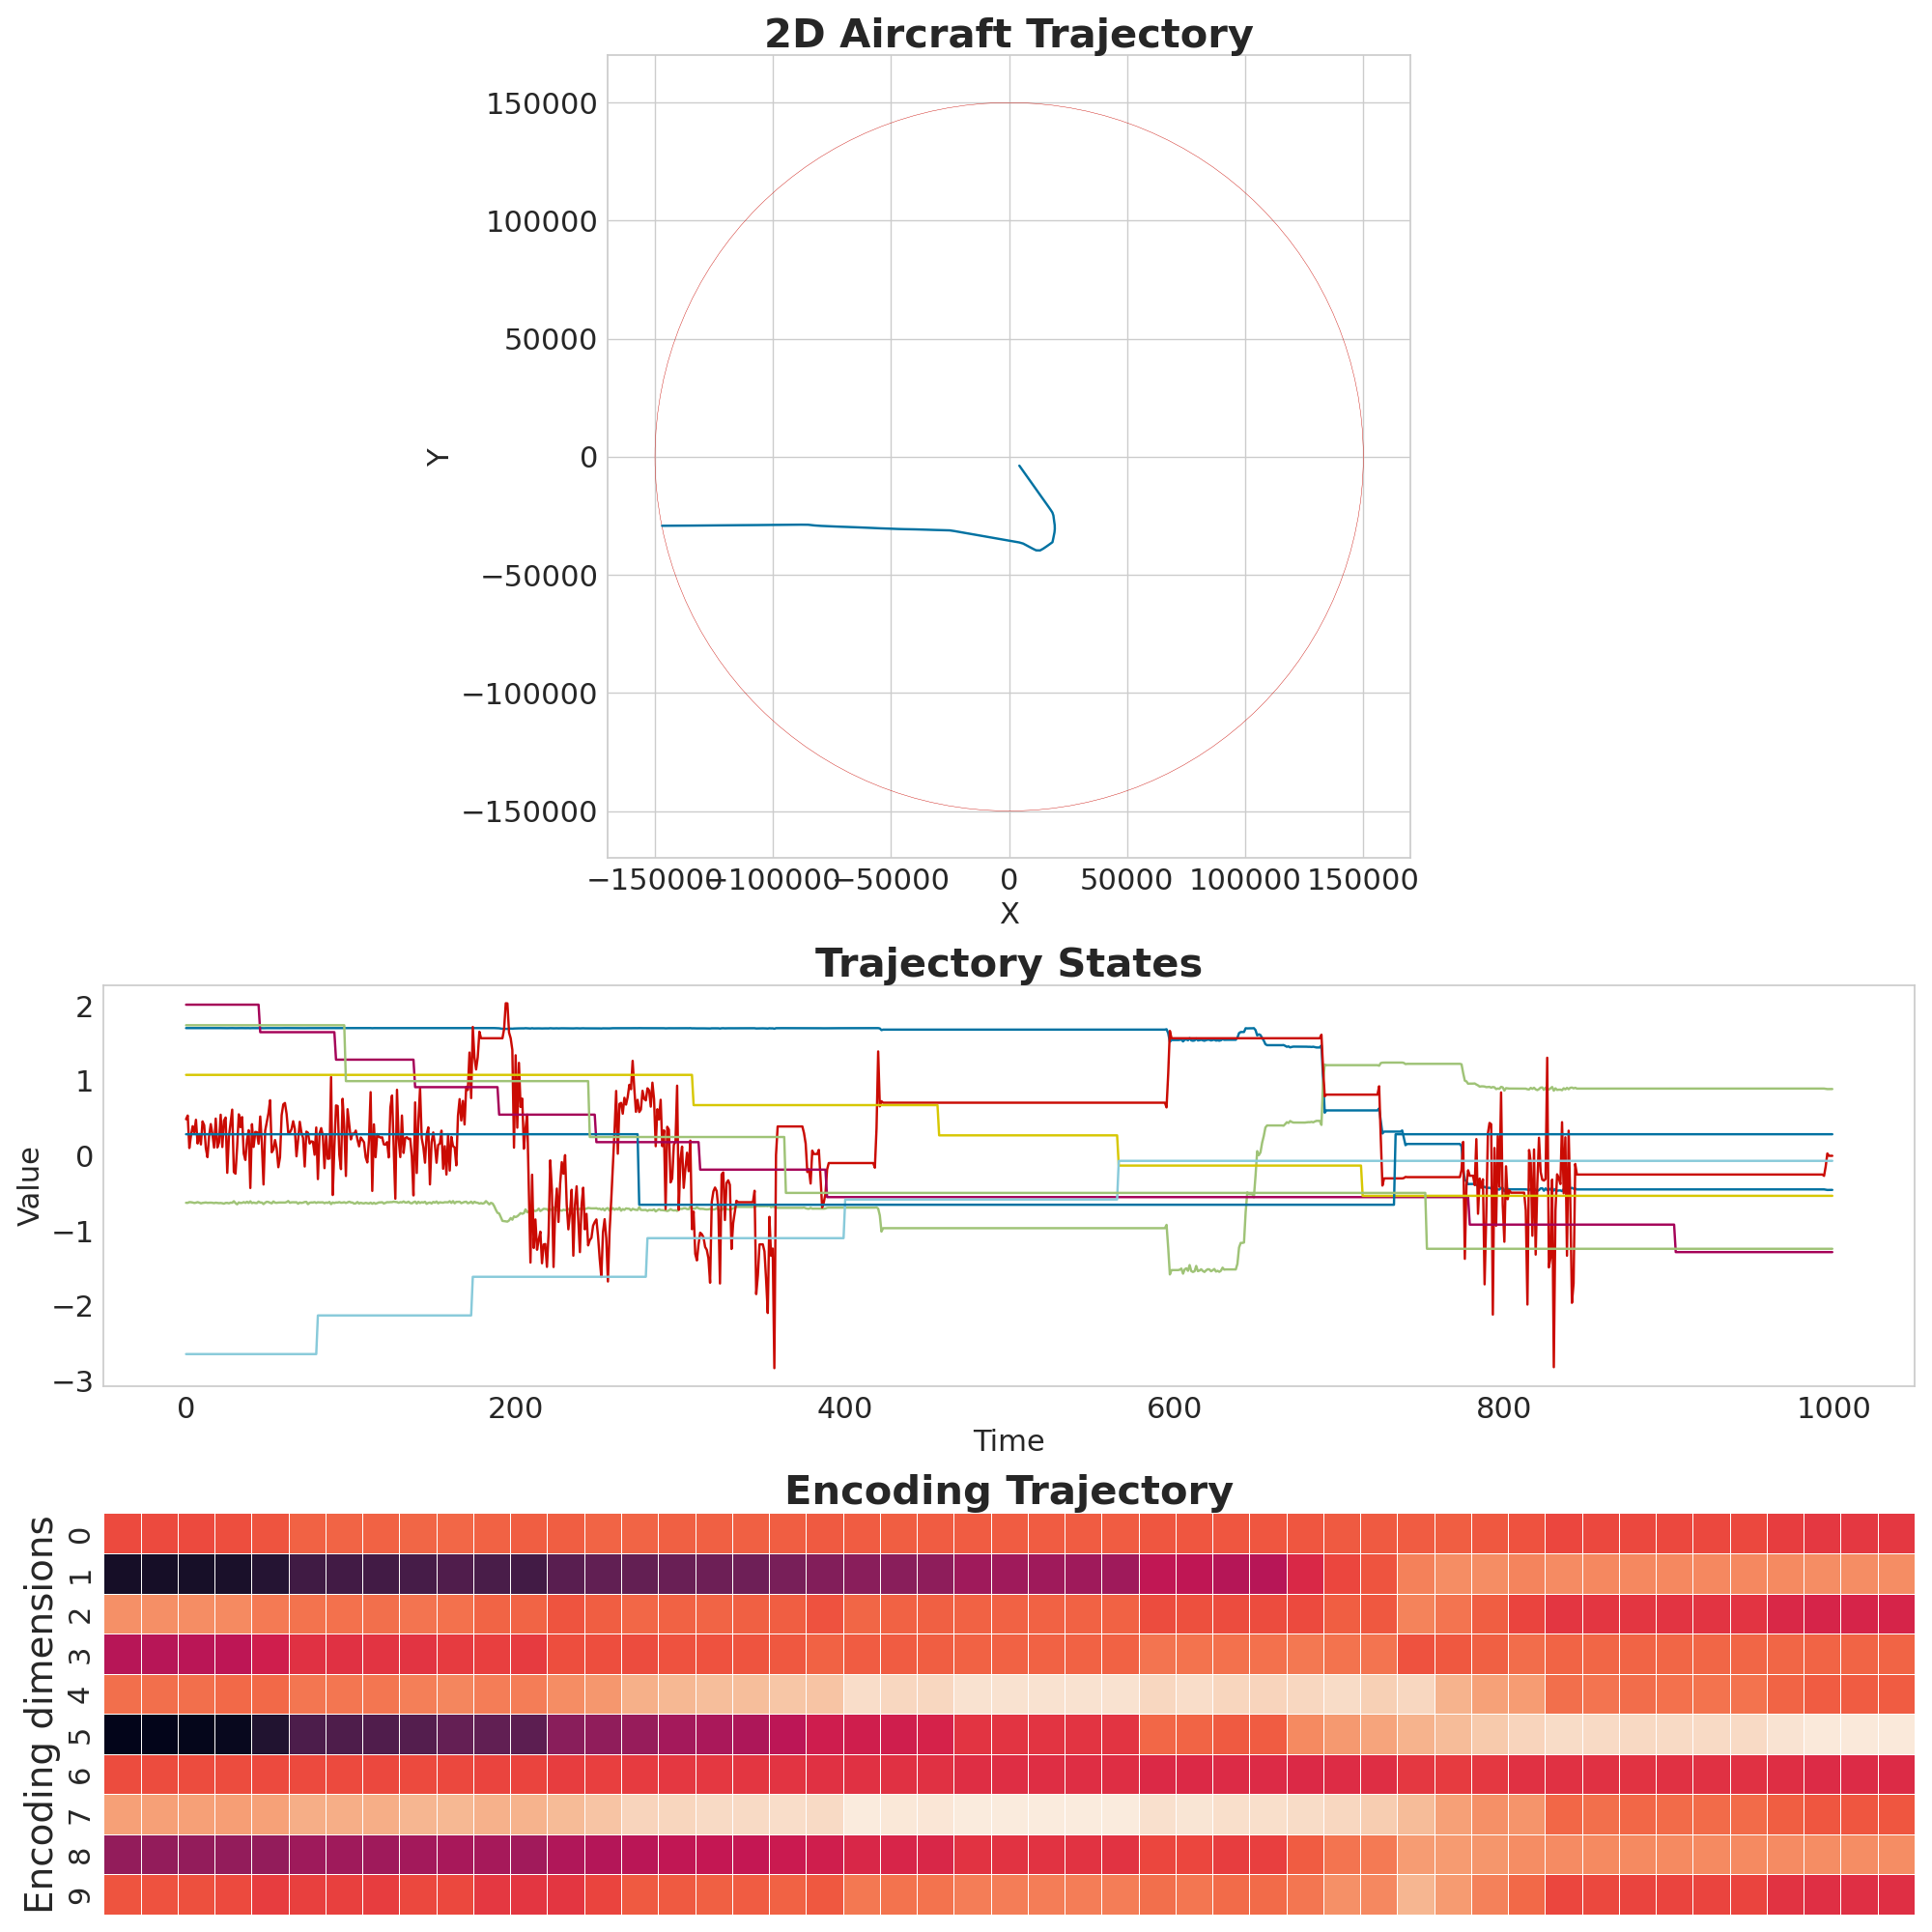 2D Aircraft Trajectory
150000
100000
50000
0
−50000
−100000
−150000
Y
−150000 −100000 −50000 0 50000 100000 150000
X
Trajectory States
2
1
0
−1
−2
−3
Value
0 200 400 600 800 1000
Time
Encoding Trajectory
Encoding dimensions
0
1
2
3
4
5
6
7
8
9